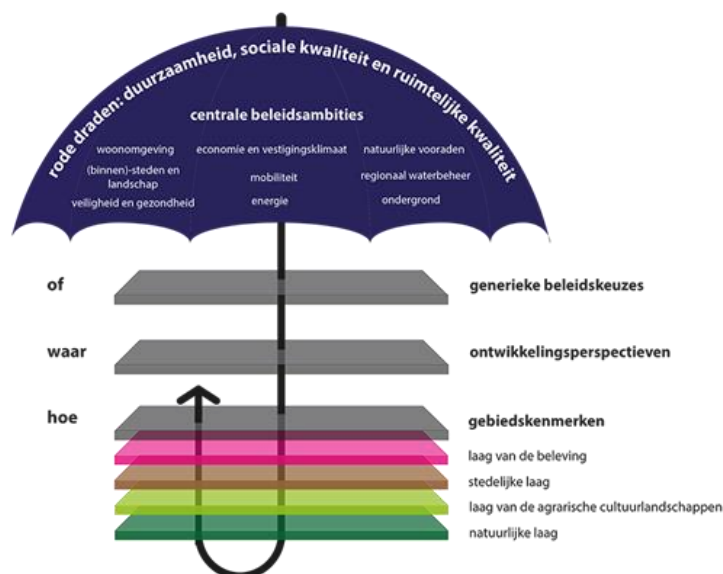 rode draden: duurzaamheid, sociale kwaliteit en ruimtelijke kwaliteit
centrale beleidsambities
woonomgeving
(binnen)-steden en
landschap
veiligheid en gezondheid
economie en vestigingsklimaat
mobiliteit
energie
natuurlijke vooraden
regionaal waterbeheer
ondergrond
of
generieke beleidskeuzes
waar
ontwikkelingsperspectieven
hoe
gebiedskenmerken
laag van de beleving
stedelijke laag
laag van de agrarische cultuurlandschappen
natuurlijke laag